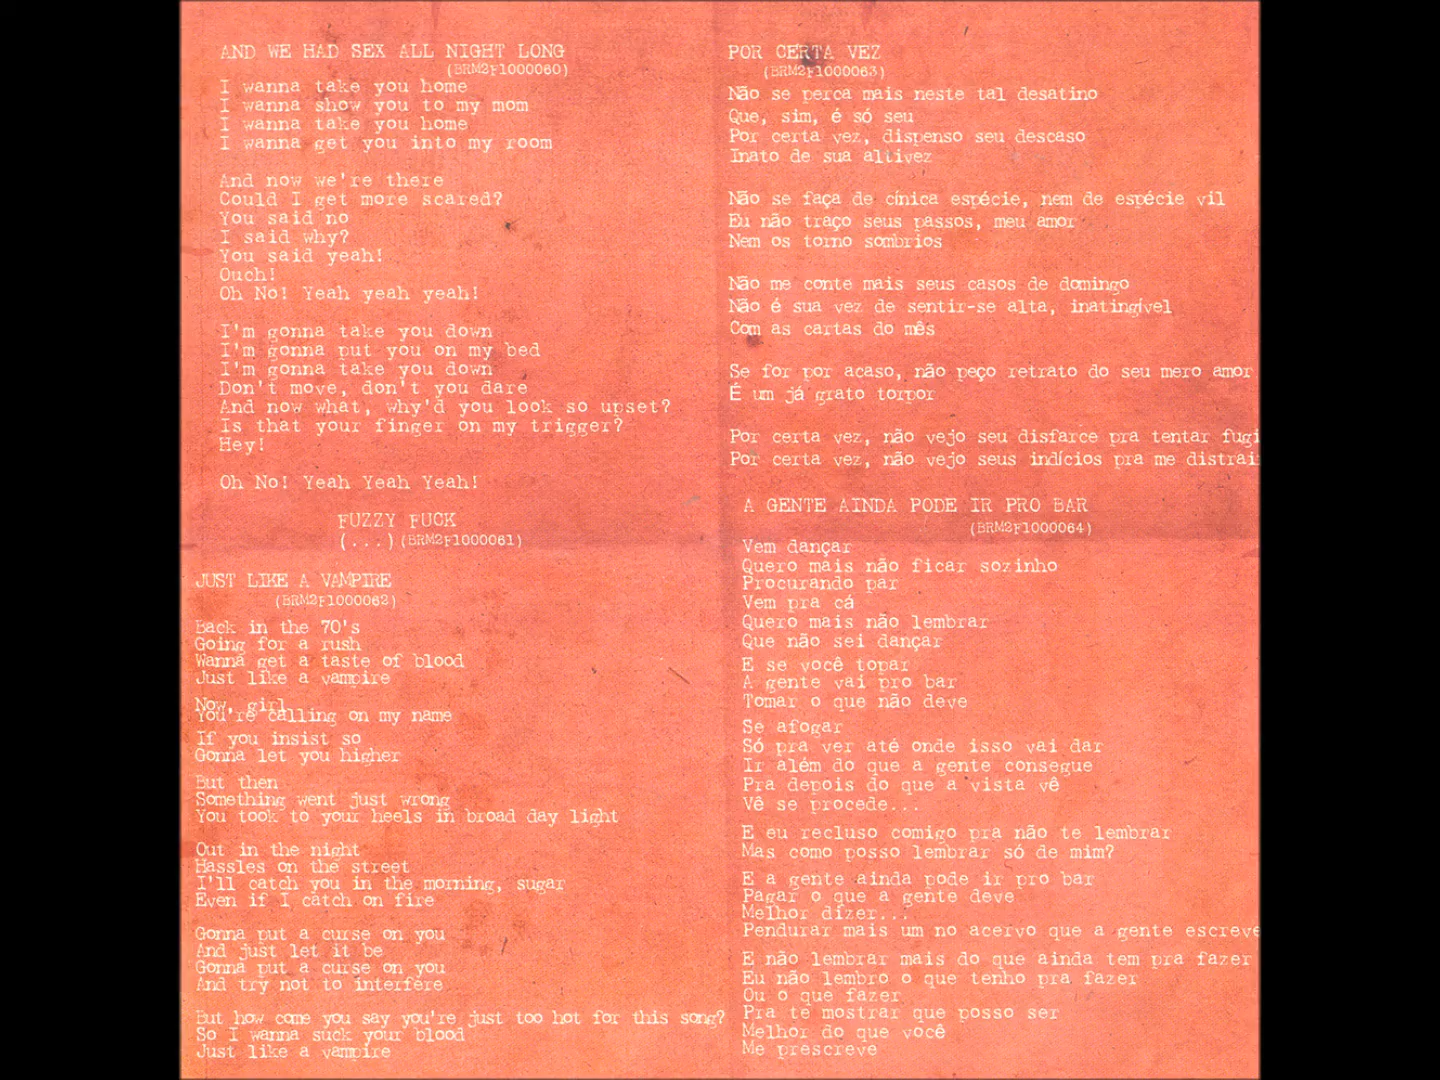 AND WE HAD SEX ALL NIGHT LONG
(BRM2F1000060)
I wanna take you home
I wanna show you to my mom
I wanna take you home
I wanna get you into my room
And now we're there
Could I get more scared?
You said no
I said why?
You said yeah!
Ouch!
Oh No! Yeah yeah yeah!
I'm gonna take you down
I'm gonna put you on my bed
I'm gonna take you down
Don't move, don't you dare
And now what, why'd you look so upset?
Is that your finger on my trigger?
Hey!
Oh No! Yeah Yeah Yeah!
FUZZY FUCK
(...)(BRM2F1000061)
JUST LIKE A VAMPIRE
(BRM2F1000062)
Back in the 70's
Going for a rush
Wanna get a taste of blood
Just like a vampire
Now, girl
You're calling on my name
If you insist so
Gonna let you higher
But then
Something went just wrong
You took to your heels in broad day light
Out in the night
Hassles on the street
I'll catch you in the morning, sugar
Even if I catch on fire
Gonna put a curse on you
And just let it be
Gonna put a curse on you
And try not to interfere
But how come you say you're just too hot for this song?
So I wanna suck your blood
Just like a vampire
POR CERTA VEZ
(BRM2F1000063)
Não se perca mais neste tal desatino
Que, sim, é só seu
Por certa vez, dispenso seu descaso
Inato de sua altivez
Não se faça de cínica espécie, nem de espécie vil
Eu não traço seus passos, meu amor
Nem os torno sombrios
Não me conte mais seus casos de domingo
Não é sua vez de sentir-se alta, inatingível
Com as cartas do mês
Se for por acaso, não peço retrato do seu mero amor
É um já grato torpor
Por certa vez, não vejo seu disfarce pra tentar fugi
Por certa vez, não vejo seus indícios pra me distrai
A GENTE AINDA PODE IR PRO BAR
(BRM2F1000064)
Vem dançar
Quero mais não ficar sozinho
Procurando par
Vem pra cá
Quero mais não lembrar
Que não sei dançar
E se você topar
A gente vai pro bar
Tomar o que não deve
Se afogar
Só pra ver até onde isso vai dar
Ir além do que a gente consegue
Pra depois do que a vista vê
Vê se procede...
E eu recluso comigo pra não te lembrar
Mas como posso lembrar só de mim?
E a gente ainda pode ir pro bar
Pagar o que a gente deve
Melhor dizer...
Pendurar mais um no acervo que a gente escreve
E não lembrar mais do que ainda tem pra fazer
Eu não lembro o que tenho pra fazer
Ou o que fazer
Pra te mostrar que posso ser
Melhor do que você
Me prescreve